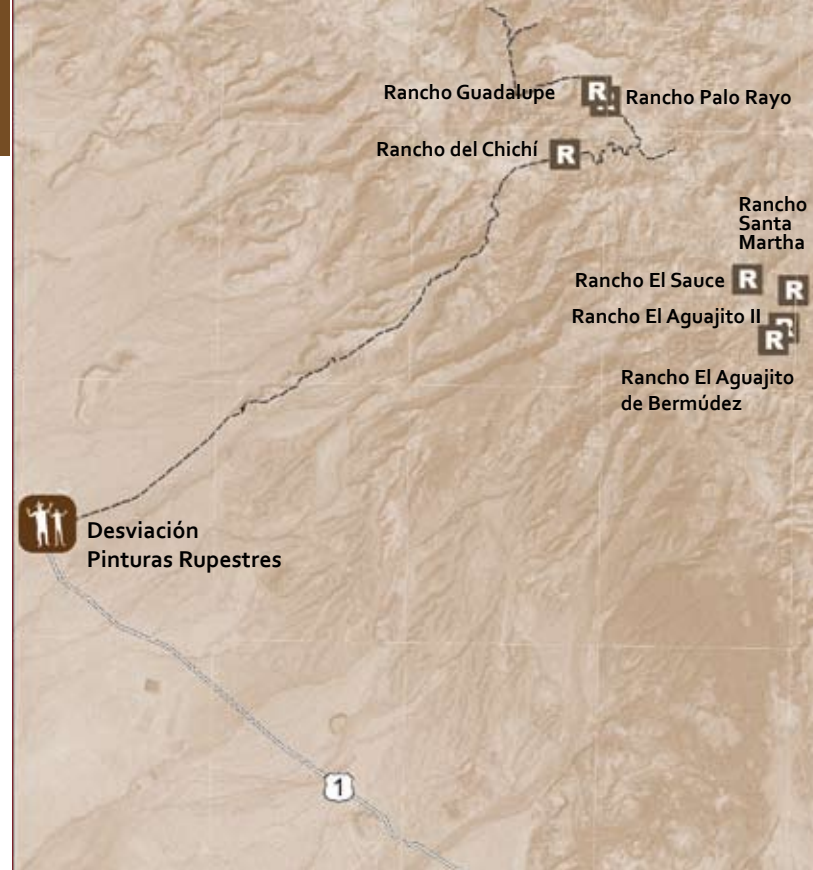 Rancho Guadalupe
R
Rancho Palo Rayo
Rancho del Chichí
R
Rancho
Santa
Martha
Rancho El Sauce
R
R
Rancho El Aguajito II
R
Rancho El Aguajito
de Bermúdez
Desviación
Pinturas Rupestres
1